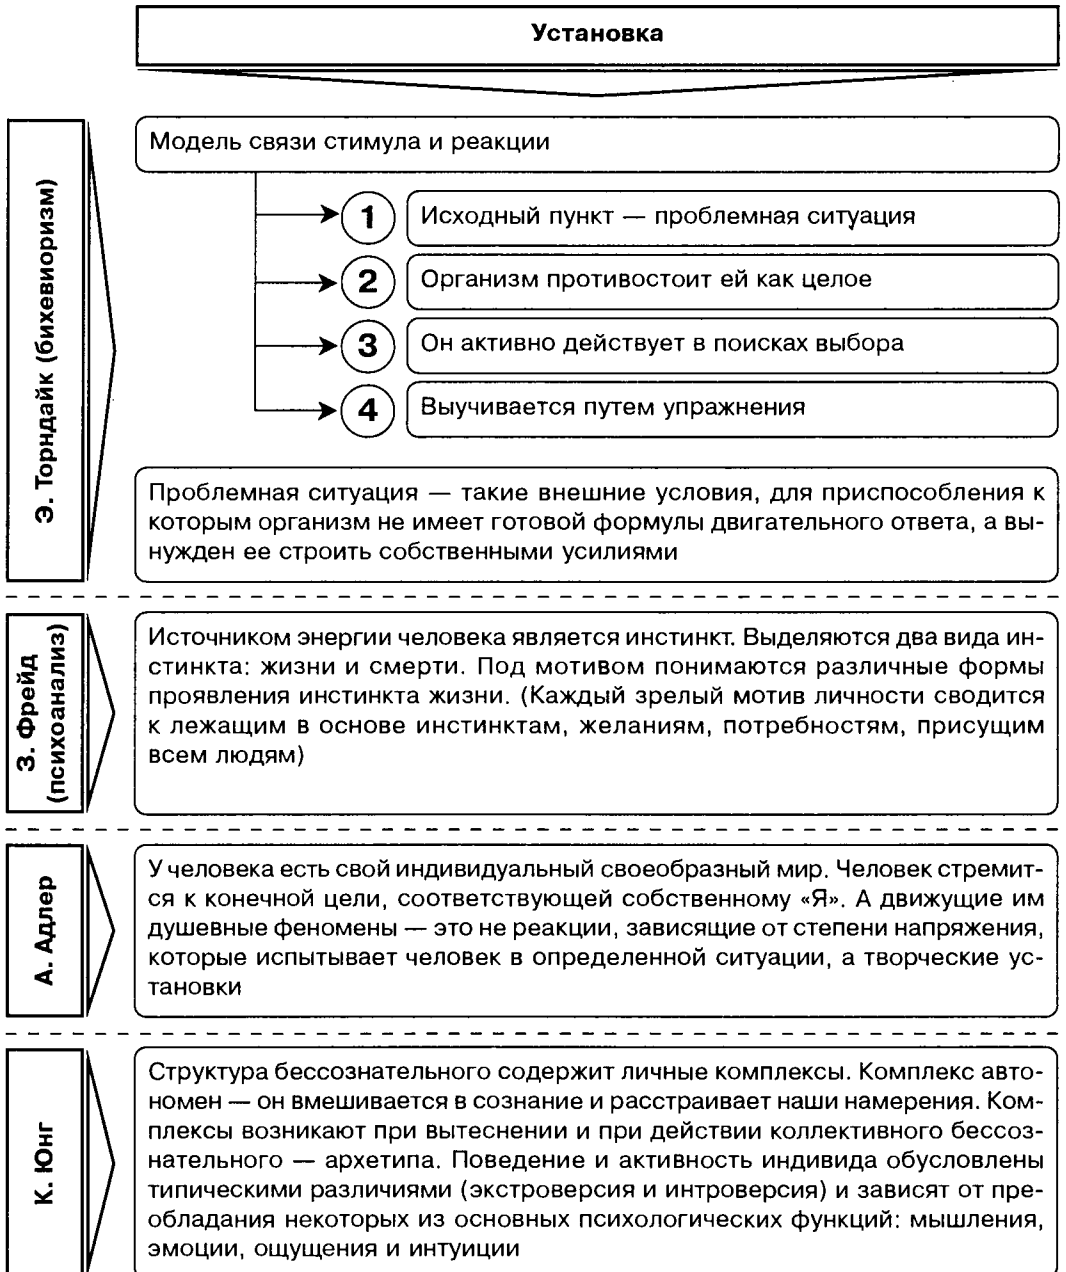 Установка
Э. Торндайк (бихевиоризм)
Модель связи стимула и реакции
1 Исходный пункт — проблемная ситуация
2 Организм противостоит ей как целое
3 Он активно действует в поисках выбора
4 Выучивается путем упражнения
Проблемная ситуация — такие внешние условия, для приспособления к
которым организм не имеет готовой формулы двигательного ответа, а вы-
нужден ее строить собственными усилиями
З. Фрейд
(психоанализ)
Источником энергии человека является инстинкт. Выделяются два вида ин-
стинкта: жизни и смерти. Под мотивом понимаются различные формы
проявления инстинкта жизни. (Каждый зрелый мотив личности сводится
к лежащим в основе инстинктам, желаниям, потребностям, присущим
всем людям)
А. Адлер
У человека есть свой индивидуальный своеобразный мир. Человек стремит-
ся к конечной цели, соответствующей собственному «Я». А движущие им
душевные феномены — это не реакции, зависящие от степени напряжения,
которые испытывает человек в определенной ситуации, а творческие ус-
тановки
К. Юнг
Структура бессознательного содержит личные комплексы. Комплекс авто-
номен — он вмешивается в сознание и расстраивает наши намерения. Ком-
плексы возникают при вытеснении и при действии коллективного бессоз-
нательного — архетипа. Поведение и активность индивида обусловлены
типическими различиями (экстроверсия и интроверсия) и зависят от пре-
обладания некоторых из основных психологических функций: мышления,
эмоции, ощущения и интуиции